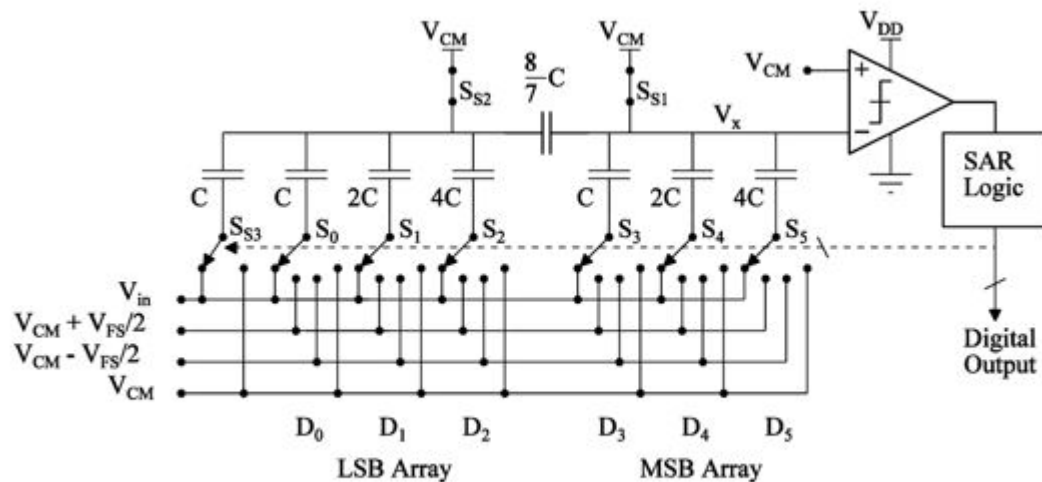 V_CM
V_CM
V_DD
8/7 C
V_CM
+
S_S2
S_S1
V_x
−
SAR
Logic
C
C
2C
4C
C
2C
4C
S_S3
S_0
S_1
S_2
S_3
S_4
S_5
V_in
V_CM + V_FS/2
V_CM - V_FS/2
V_CM
Digital
Output
D_0
D_1
D_2
D_3
D_4
D_5
LSB Array
MSB Array